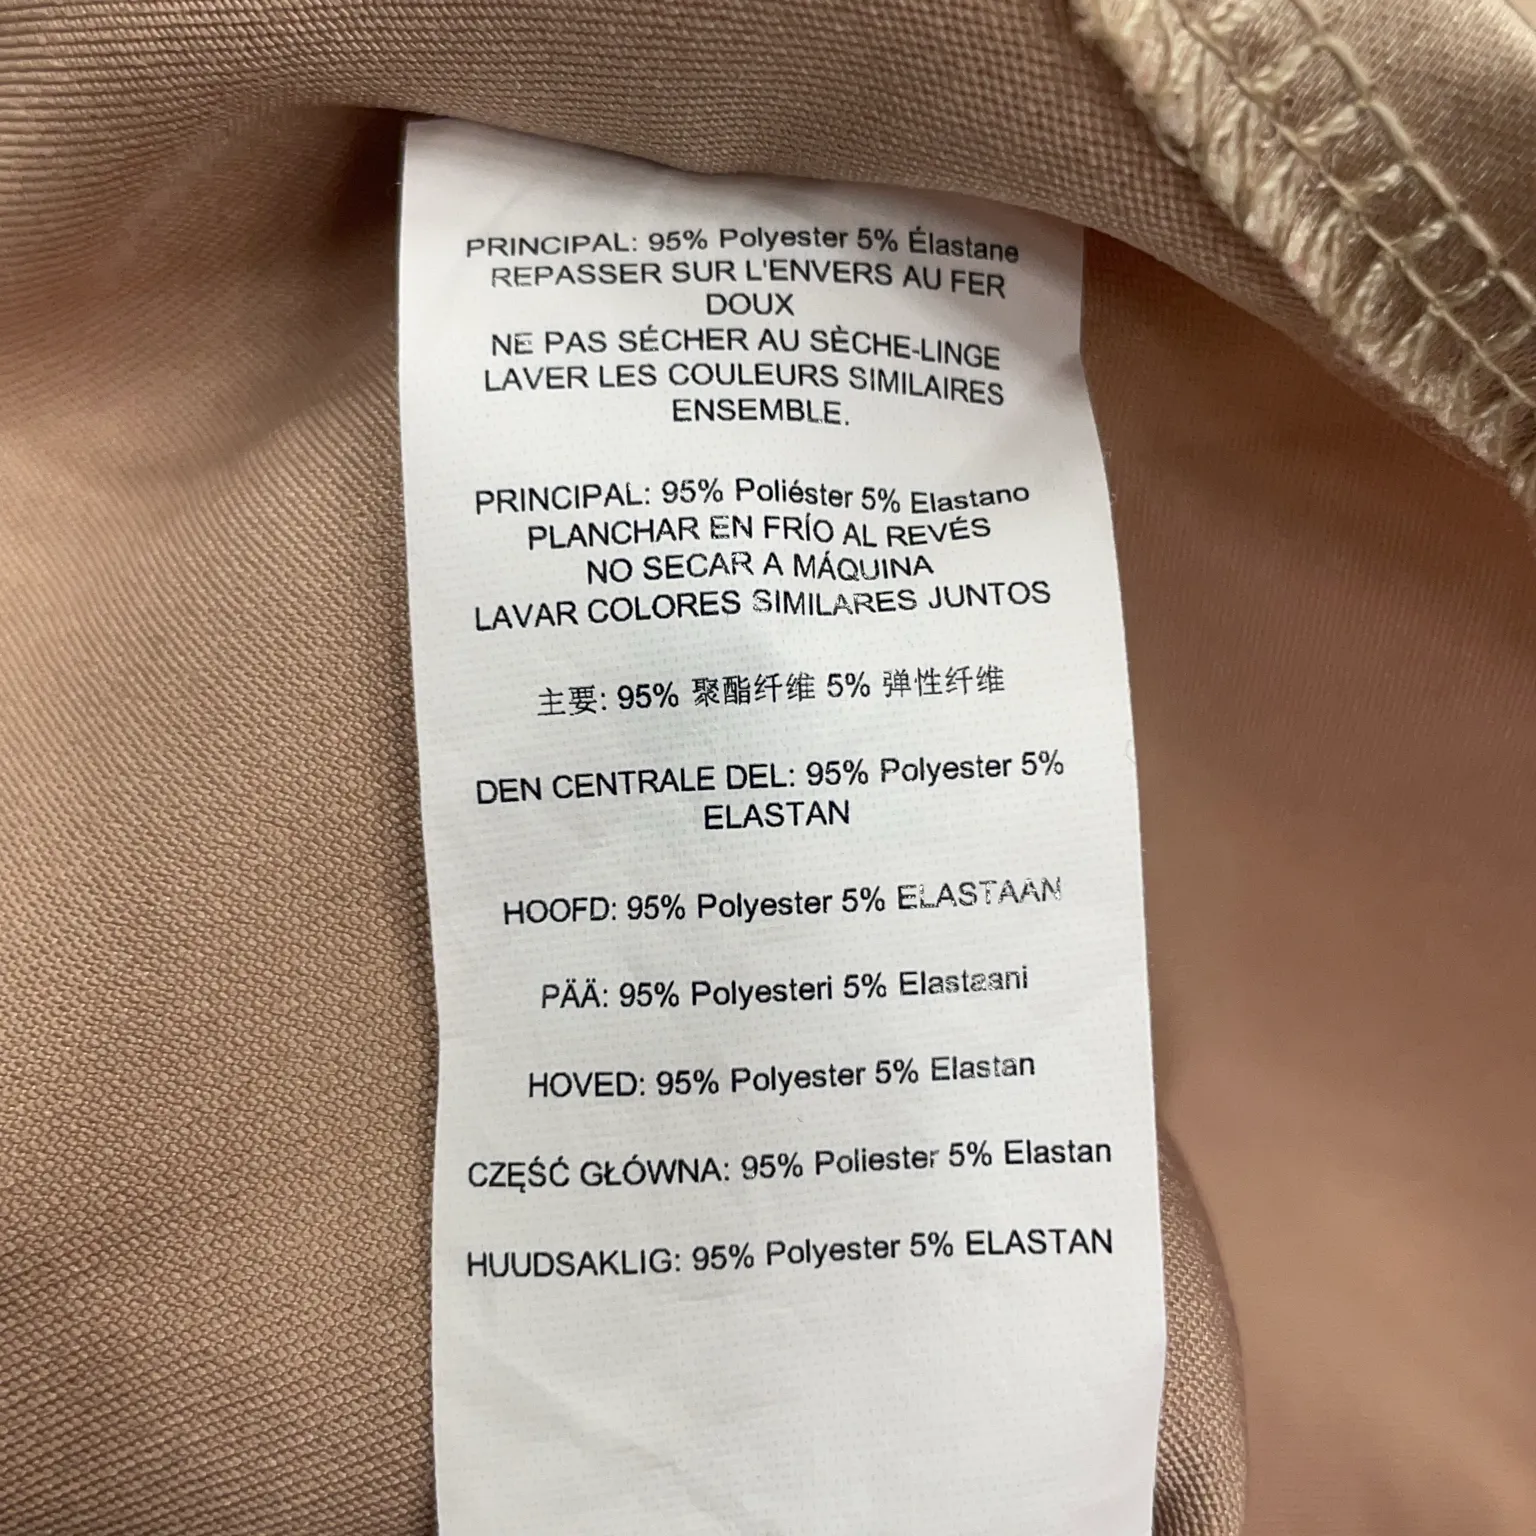 PRINCIPAL: 95% Polyester 5% Élastane
REPASSER SUR L'ENVERS AU FER
DOUX
NE PAS SÉCHER AU SÈCHE-LINGE
LAVER LES COULEURS SIMILAIRES
ENSEMBLE.
PRINCIPAL: 95% Poliéster 5% Elastano
PLANCHAR EN FRÍO AL REVÉS
NO SECAR A MÁQUINA
LAVAR COLORES SIMILARES JUNTOS
主要: 95% 聚酯纤维 5% 弹性纤维
DEN CENTRALE DEL: 95% Polyester 5%
ELASTAN
HOOFD: 95% Polyester 5% ELASTAAN
PÄÄ: 95% Polyesteri 5% Elastaani
HOVED: 95% Polyester 5% Elastan
CZĘŚĆ GŁÓWNA: 95% Poliester 5% Elastan
HUUDSAKLIG: 95% Polyester 5% ELASTAN